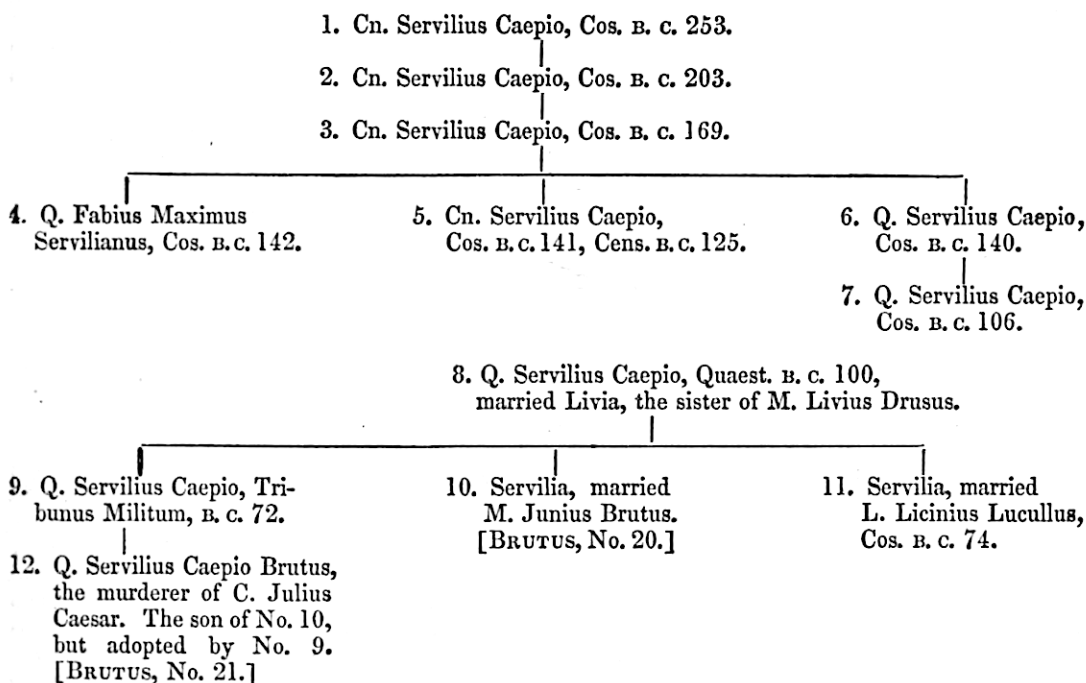 1. Cn. Servilius Caepio, Cos. B. C. 253.
2. Cn. Servilius Caepio, Cos. B. C. 203.
3. Cn. Servilius Caepio, Cos. B. C. 169.
4. Q. Fabius Maximus
Servilianus, Cos. B. C. 142.
5. Cn. Servilius Caepio,
Cos. B. C. 141, Cens. B. C. 125.
6. Q. Servilius Caepio,
Cos. B. C. 140.
7. Q. Servilius Caepio,
Cos. B. C. 106.
8. Q. Servilius Caepio, Quaest. B. C. 100,
married Livia, the sister of M. Livius Drusus.
9. Q. Servilius Caepio, Tri-
bunus Militum, B. C. 72.
10. Servilia, married
M. Junius Brutus.
[BRUTUS, No. 20.]
11. Servilia, married
L. Licinius Lucullus,
Cos. B. C. 74.
12. Q. Servilius Caepio Brutus,
the murderer of C. Julius
Caesar. The son of No. 10,
but adopted by No. 9.
[BRUTUS, No. 21.]